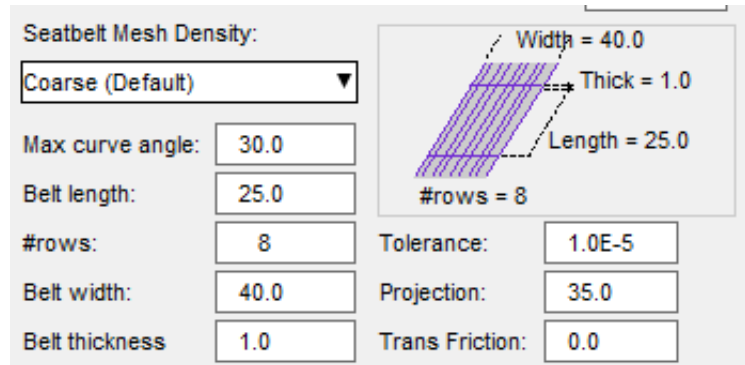 Seatbelt Mesh Density:
Coarse (Default)
Max curve angle: 30.0
Belt length: 25.0
#rows: 8
Belt width: 40.0
Belt thickness 1.0
Width = 40.0
Thick = 1.0
Length = 25.0
#rows = 8
Tolerance: 1.0E-5
Projection: 35.0
Trans Friction: 0.0